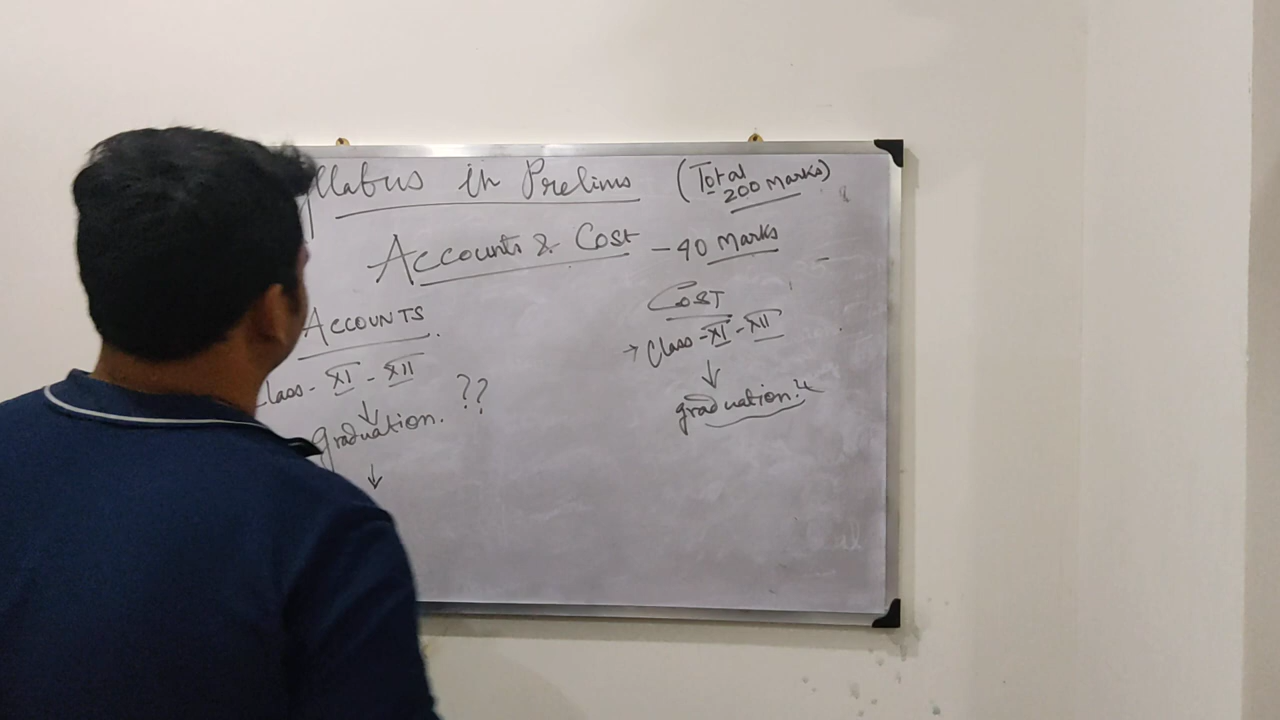 yllabus in Prelims (Total 200 Marks)
Accounts & Cost - 40 Marks
ACCOUNTS
Class - XI - XII
↓
Graduation. ??
↓
COST
→ Class - XI - XII
↓
graduation.